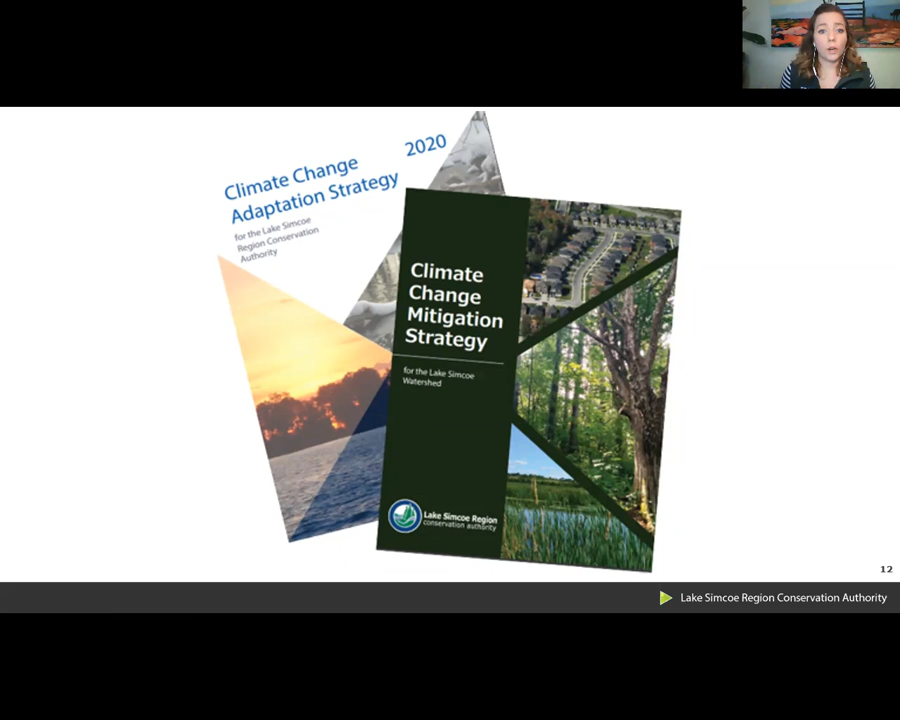 Climate Change
Adaptation Strategy
2020
for the Lake Simcoe
Region Conservation
Authority
Climate
Change
Mitigation
Strategy
for the Lake Simcoe
Watershed
Lake Simcoe Region
conservation authority
12
Lake Simcoe Region Conservation Authority